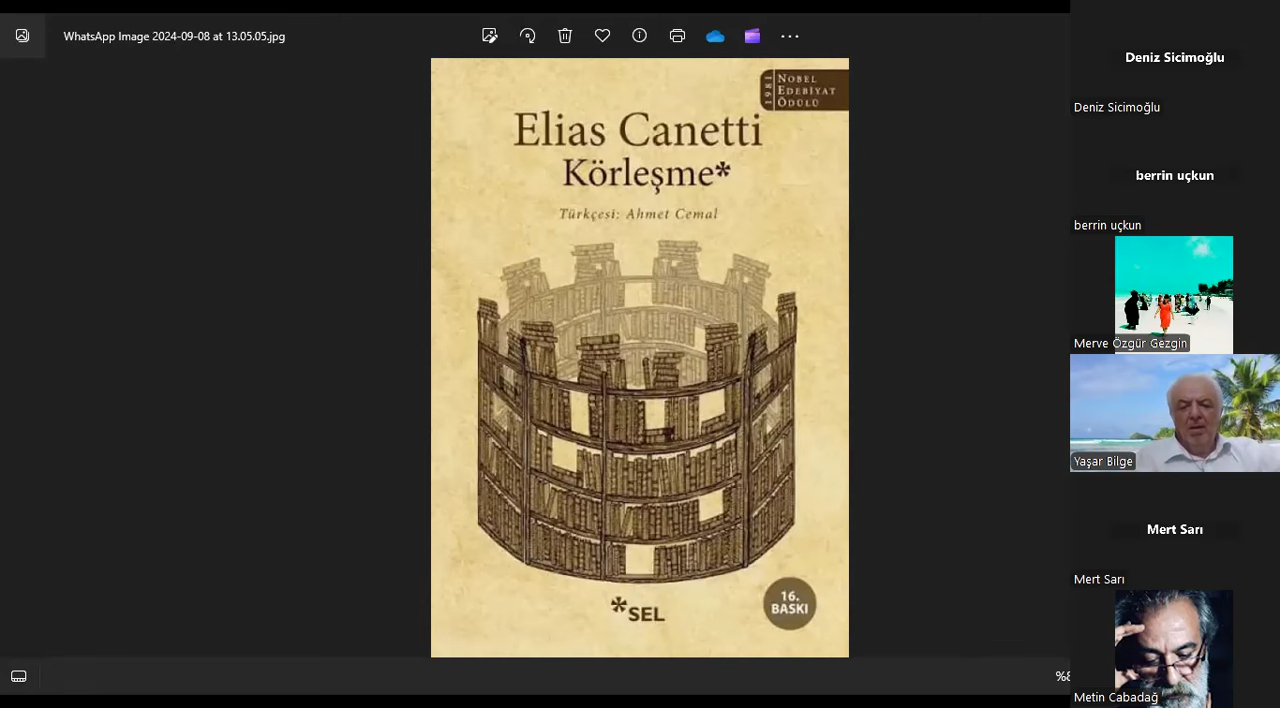 WhatsApp Image 2024-09-08 at 13.05.05.jpg
1981
NOBEL
EDEBİYAT
ÖDÜLÜ
Elias Canetti
Körleşme*
Türkçesi: Ahmet Cemal
*SEL
16.
BASKI
%8
Deniz Sicimoğlu
Deniz Sicimoğlu
berrin uçkun
berrin uçkun
Merve Özgür Gezgin
Yaşar Bilge
Mert Sarı
Mert Sarı
Metin Cabadağ